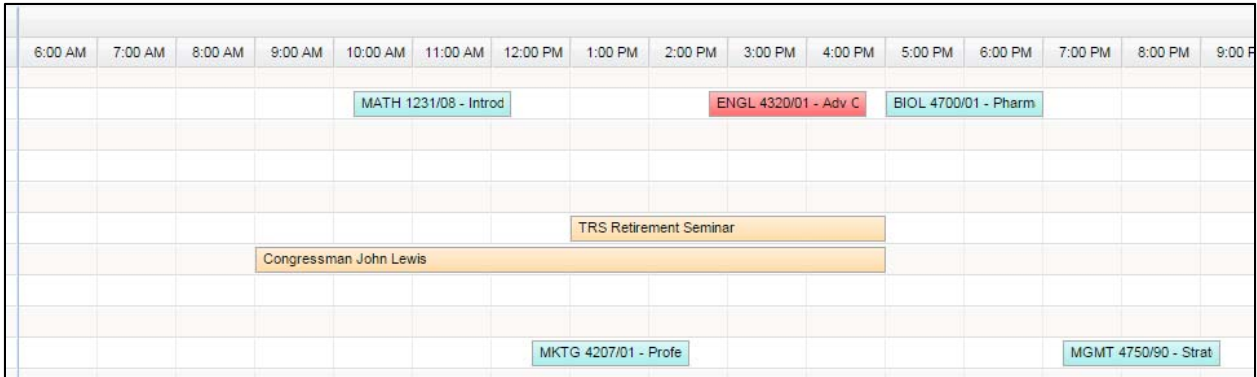 6:00 AM 7:00 AM 8:00 AM 9:00 AM 10:00 AM 11:00 AM 12:00 PM 1:00 PM 2:00 PM 3:00 PM 4:00 PM 5:00 PM 6:00 PM 7:00 PM 8:00 PM 9:00 P
MATH 1231/08 - Introd ENGL 4320/01 - Adv C BIOL 4700/01 - Pharm
TRS Retirement Seminar
Congressman John Lewis
MKTG 4207/01 - Profe MGMT 4750/90 - Strat